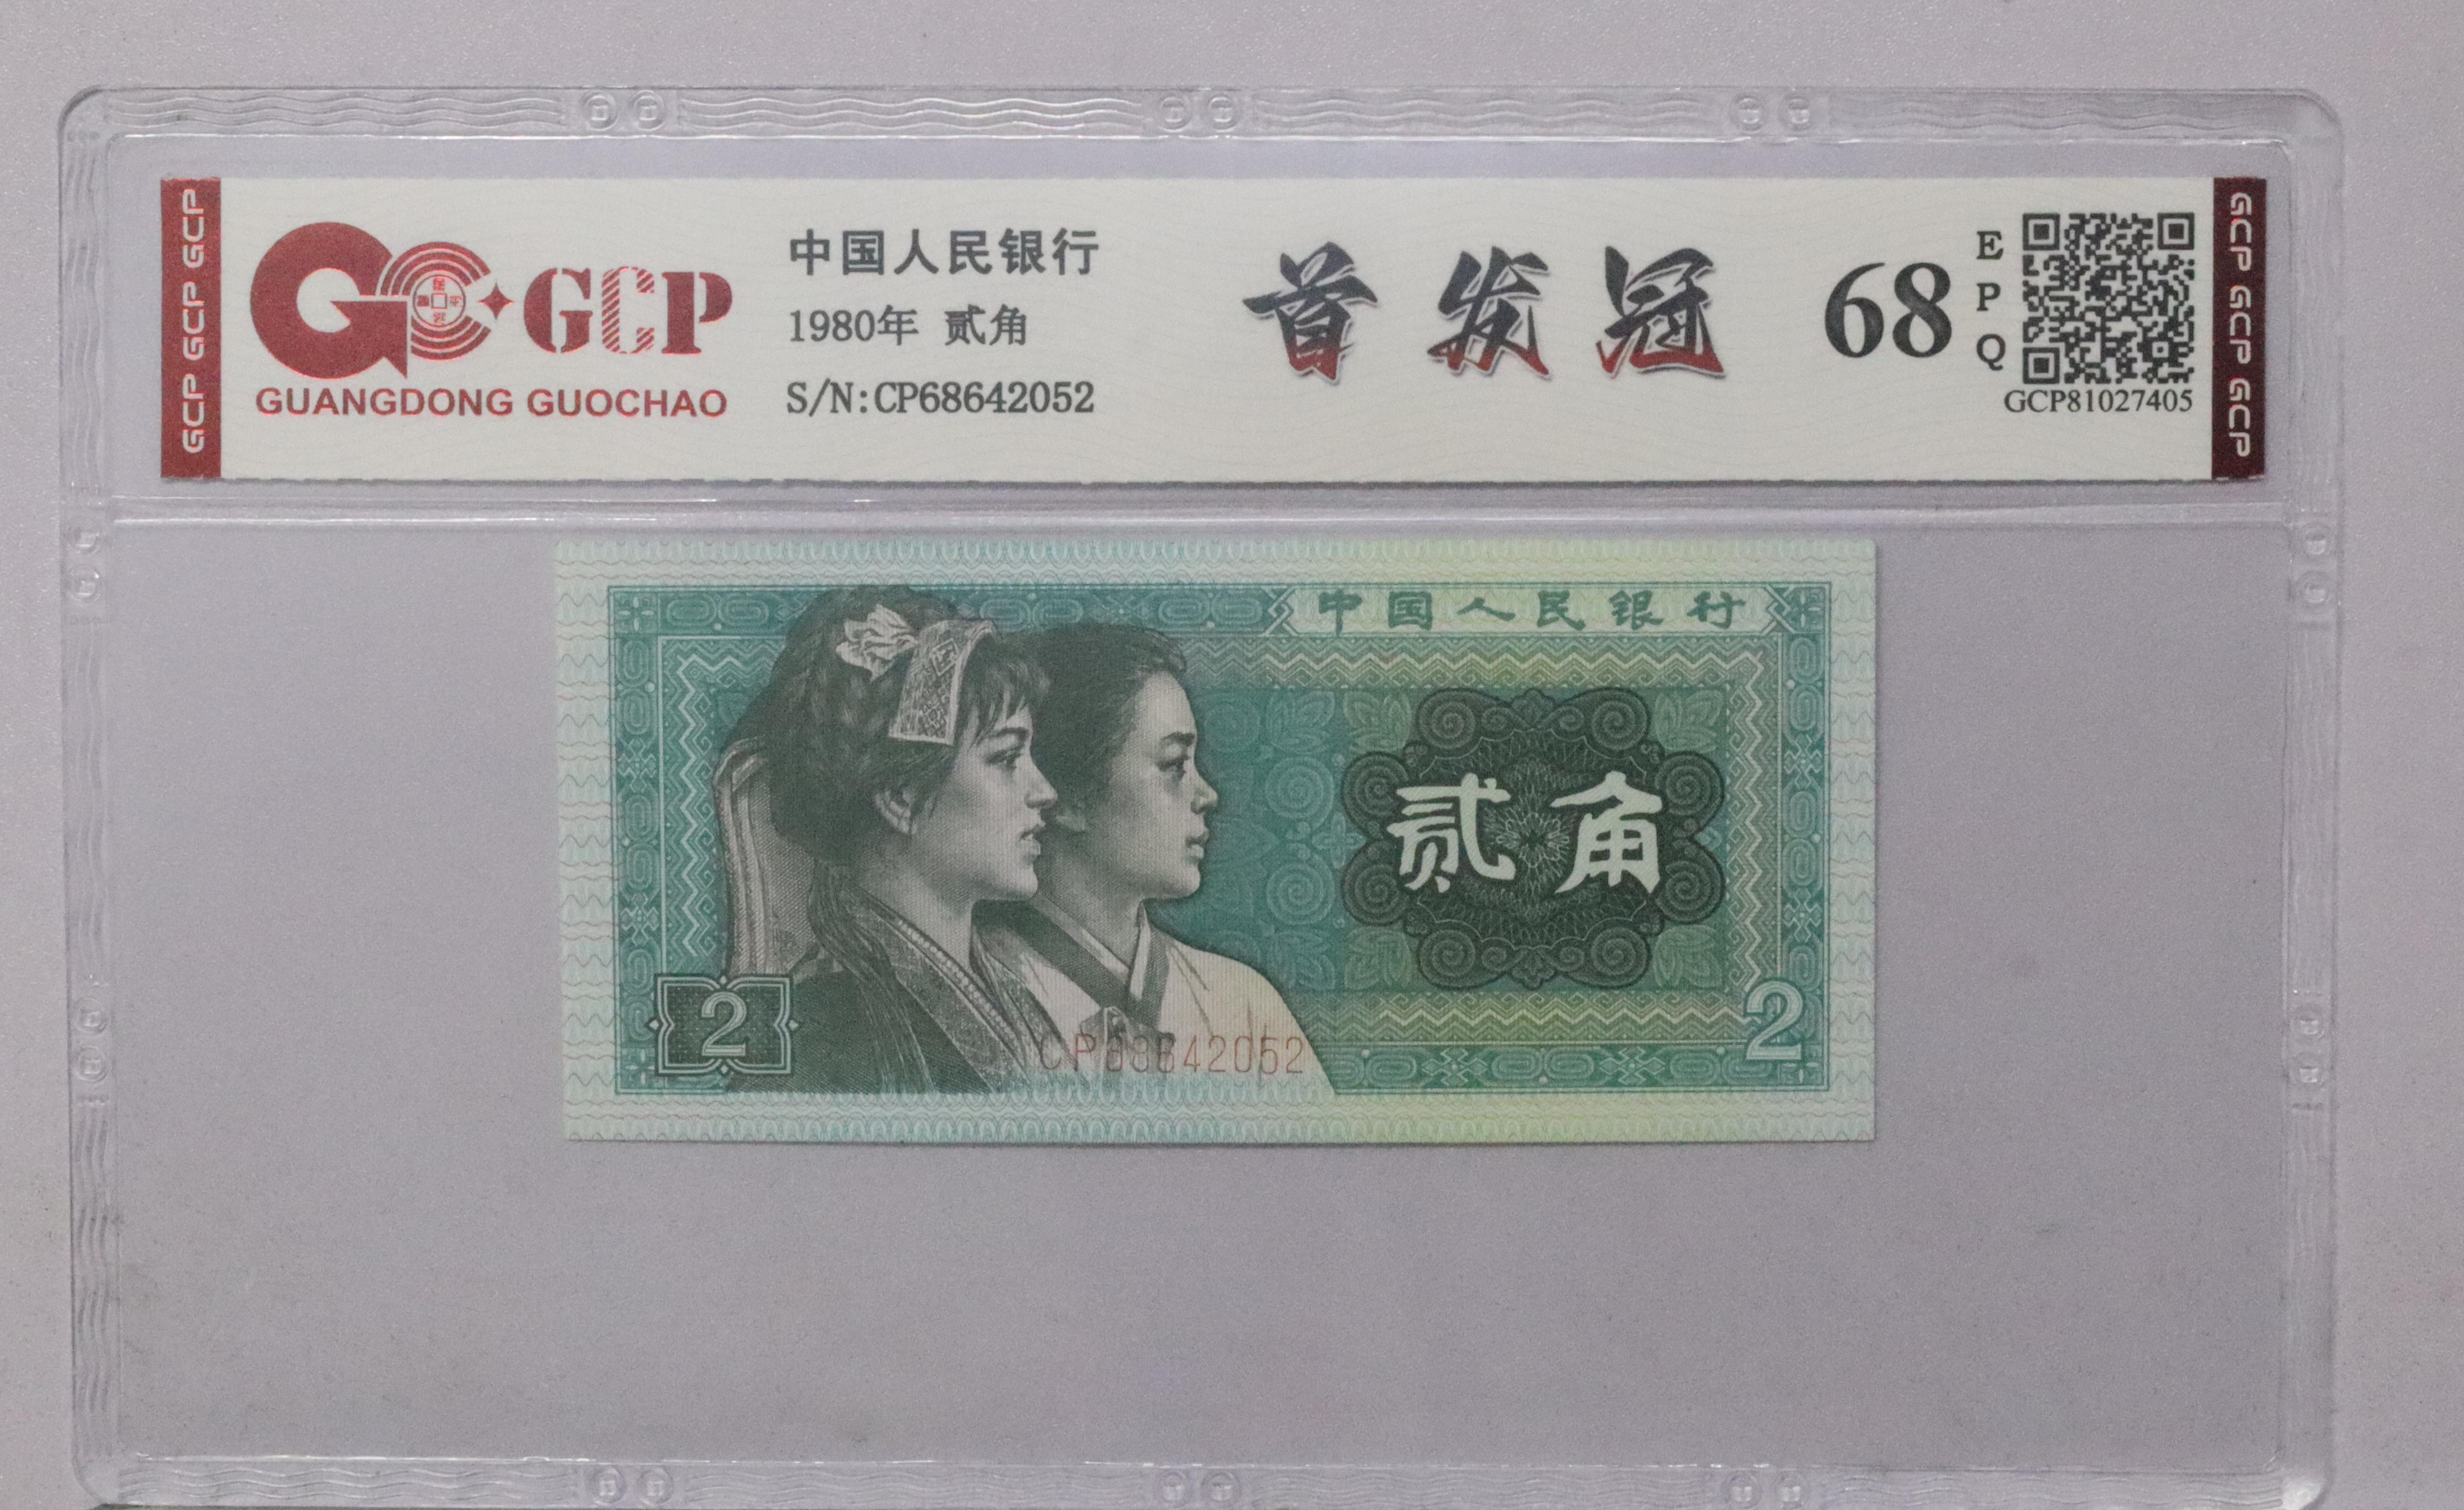 GCP GCP GCP
GCP
GUANGDONG GUOCHAO
中国人民银行
1980年 贰角
S/N:CP68642052
首发冠
68
E
P
Q
GCP81027405
GCP GCP GCP
中国人民银行
贰角
2
2
CP68642052